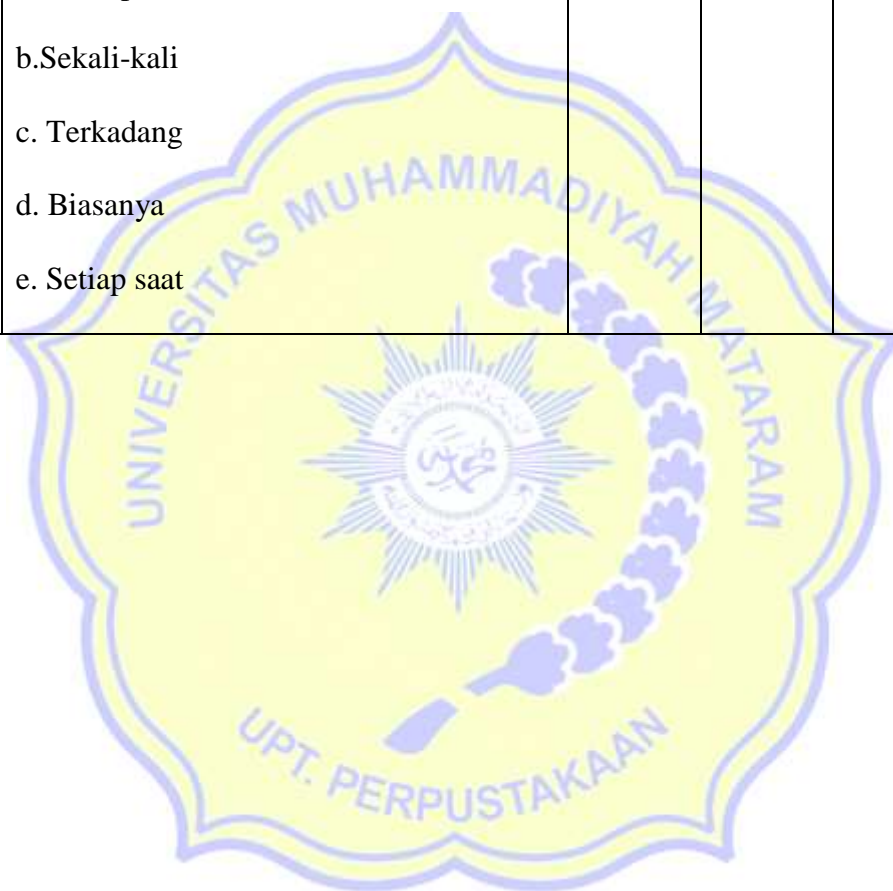 b.Sekali-kali
c. Terkadang
d. Biasanya
e. Setiap saat
UNIVERSITAS MUHAMMADIYAH MATARAM
UPT. PERPUSTAKAAN